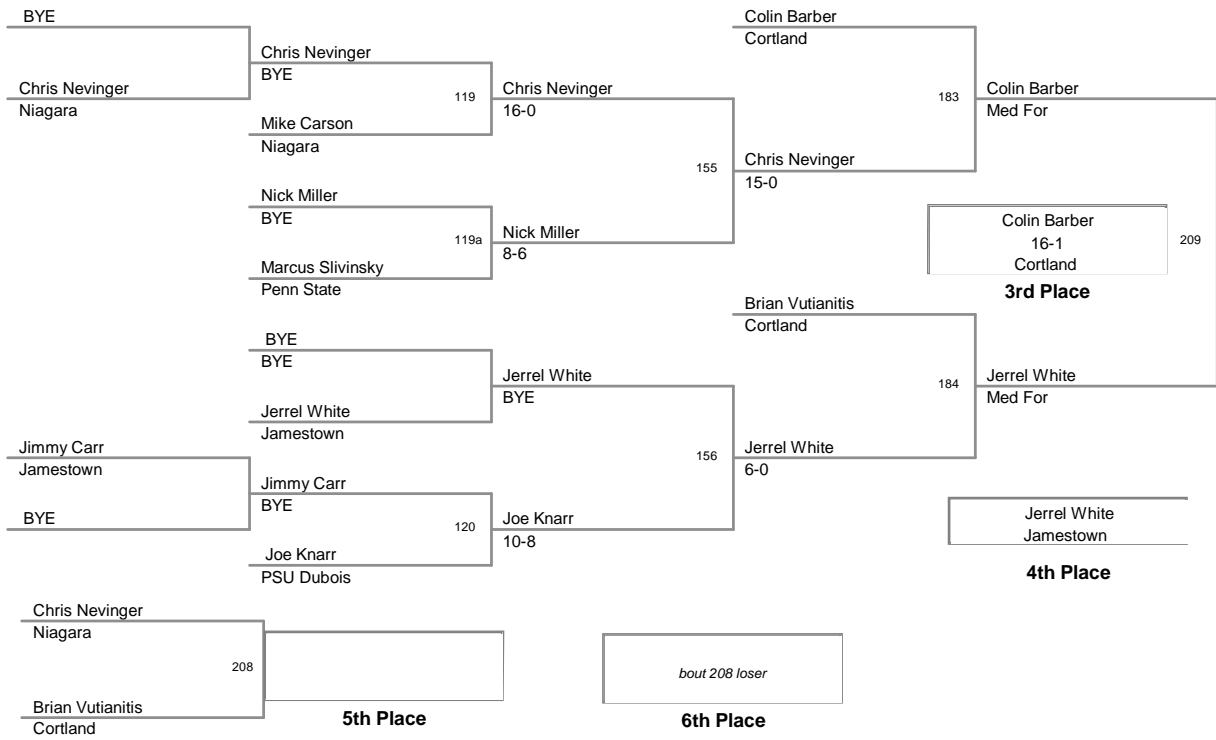 BYE
Chris Nevinger
Niagara
Chris Nevinger
BYE
119
Mike Carson
Niagara
Chris Nevinger
16-0
Nick Miller
BYE
119a
Marcus Slivinsky
Penn State
Nick Miller
8-6
155
Colin Barber
Cortland
183
Chris Nevinger
15-0
Colin Barber
Med For
Colin Barber
16-1
Cortland
209
3rd Place
BYE
BYE
Jerrel White
Jamestown
Jerrel White
BYE
Jimmy Carr
Jamestown
BYE
Jimmy Carr
BYE
120
Joe Knarr
PSU Dubois
Joe Knarr
10-8
156
Brian Vutianitis
Cortland
184
Jerrel White
6-0
Jerrel White
Med For
Jerrel White
Jamestown
4th Place
Chris Nevinger
Niagara
208
Brian Vutianitis
Cortland
5th Place
bout 208 loser
6th Place